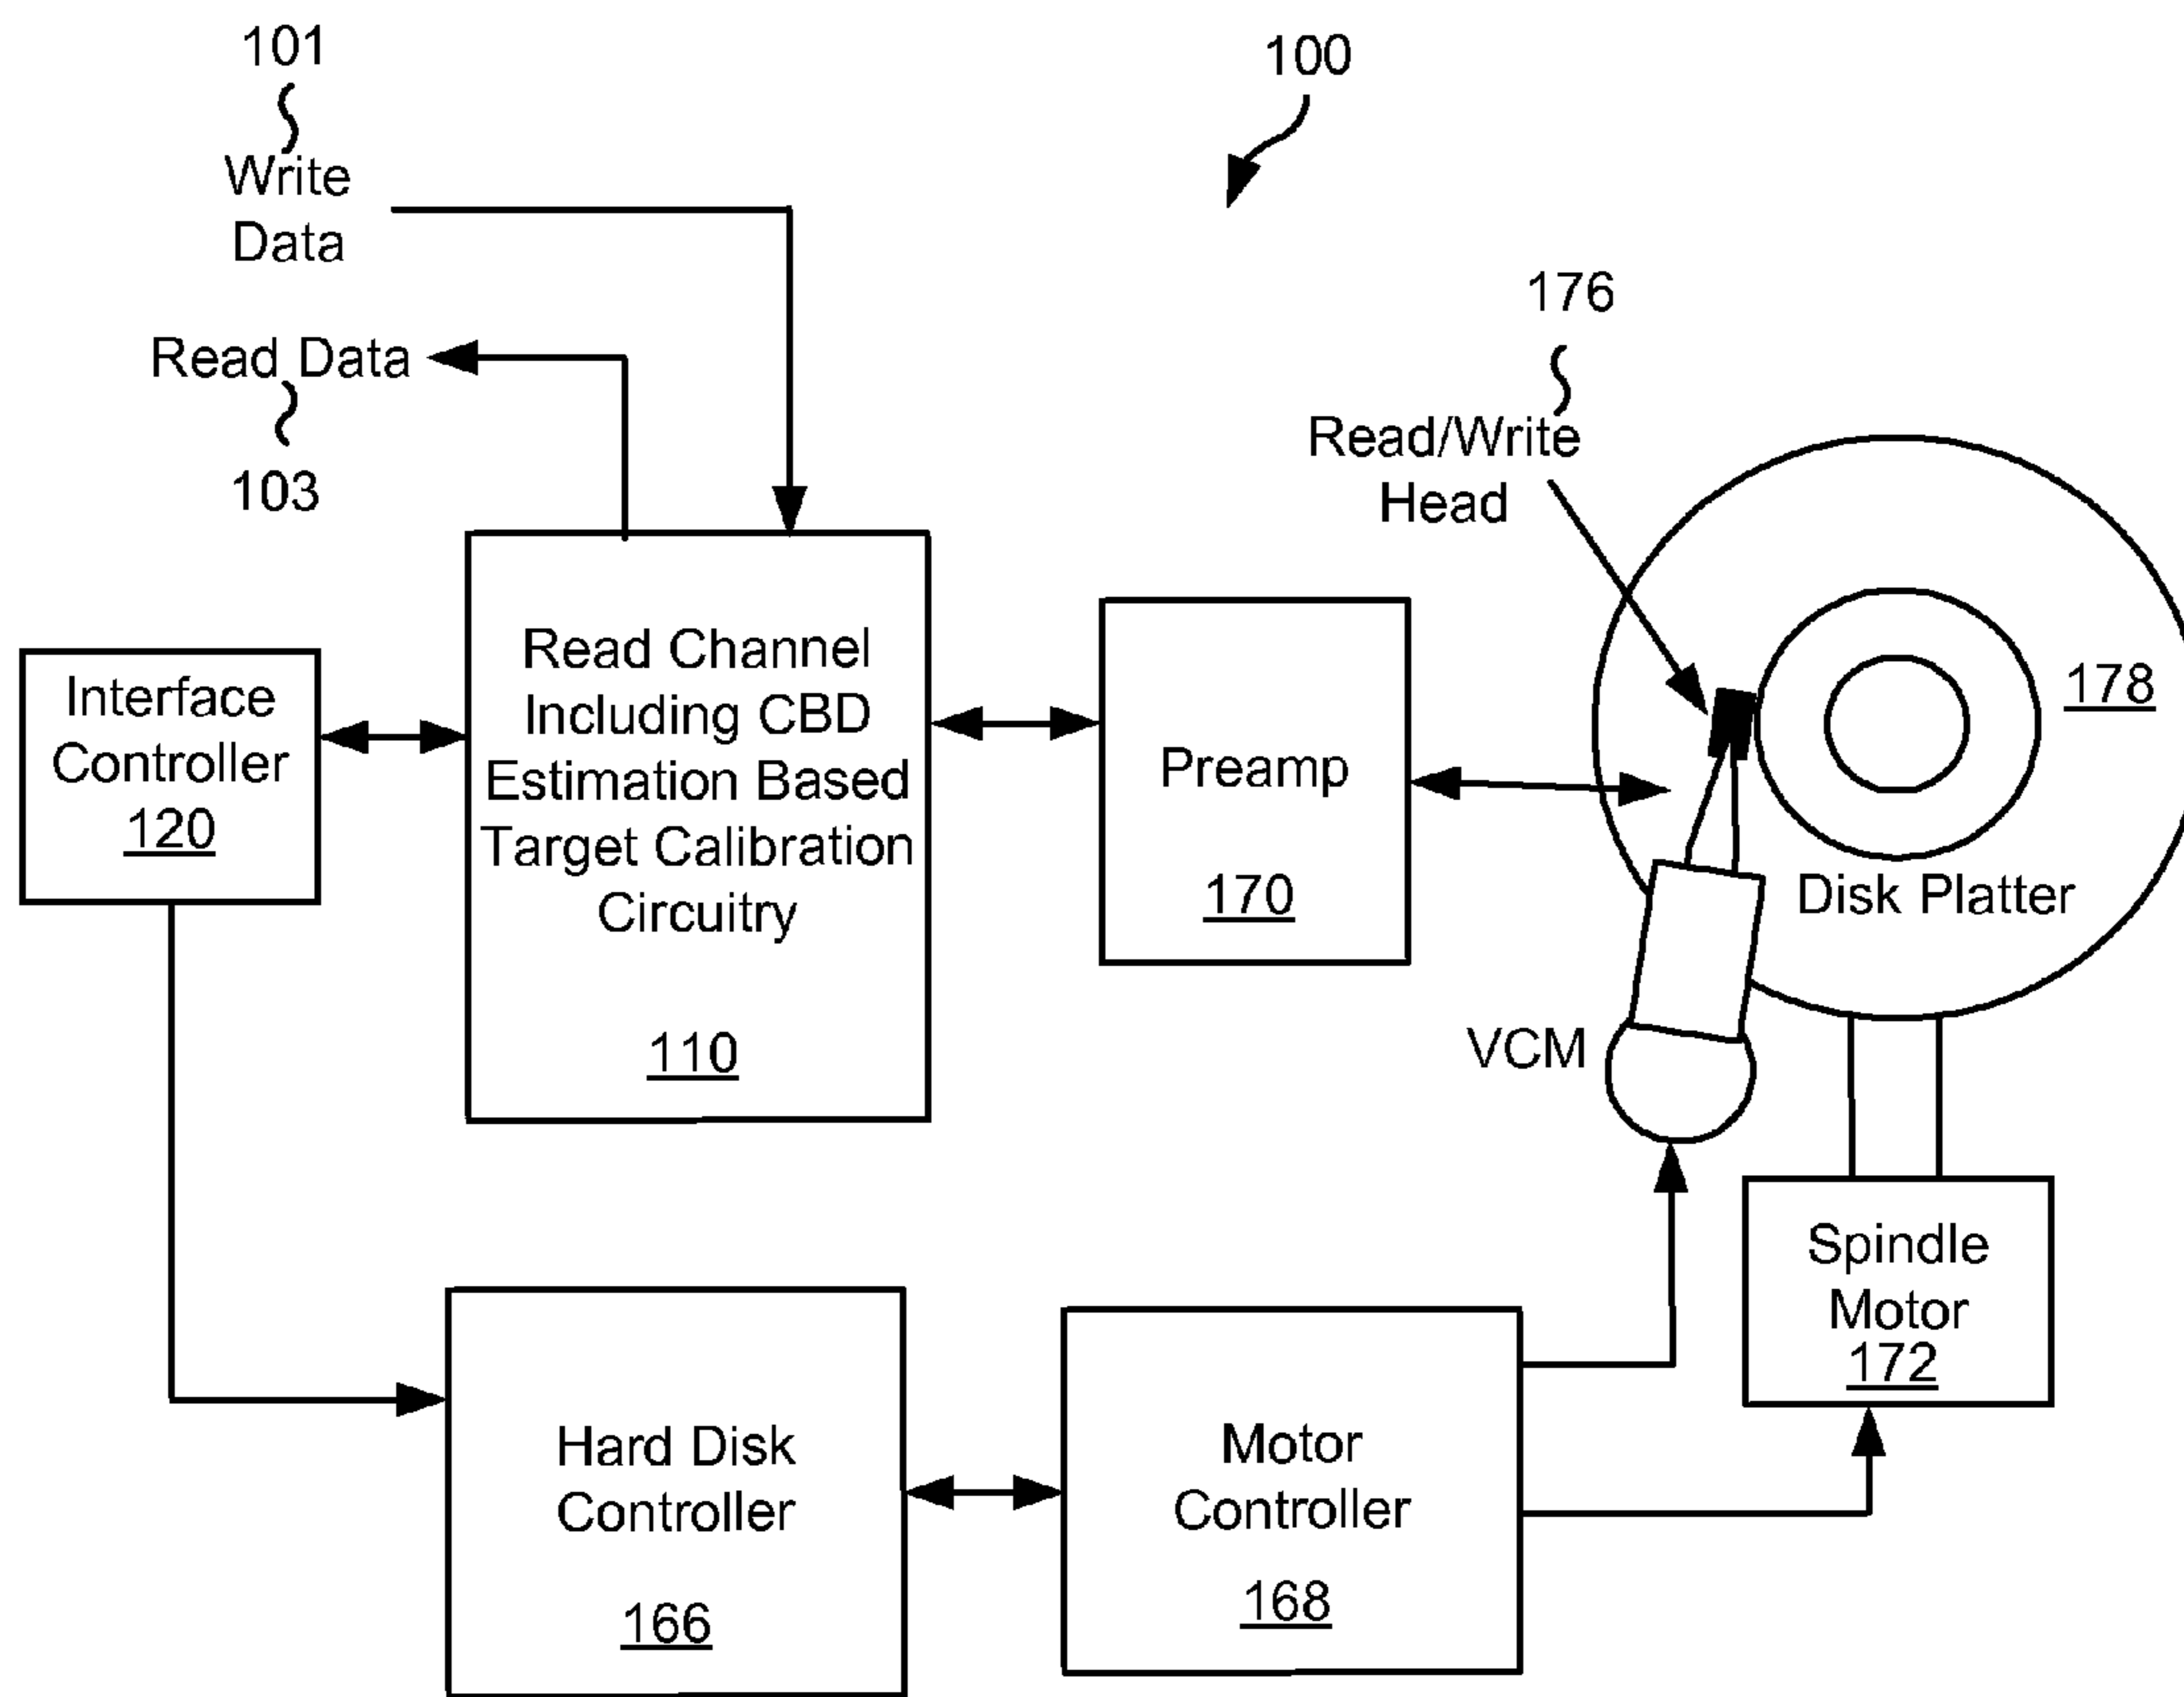 101
Write
Data
100
Read Data
103
176
Read/Write
Head
178
Disk Platter
Interface
Controller
120
Read Channel
Including CBD
Estimation Based
Target Calibration
Circuitry
110
Preamp
170
VCM
Spindle
Motor
172
Hard Disk
Controller
166
Motor
Controller
168